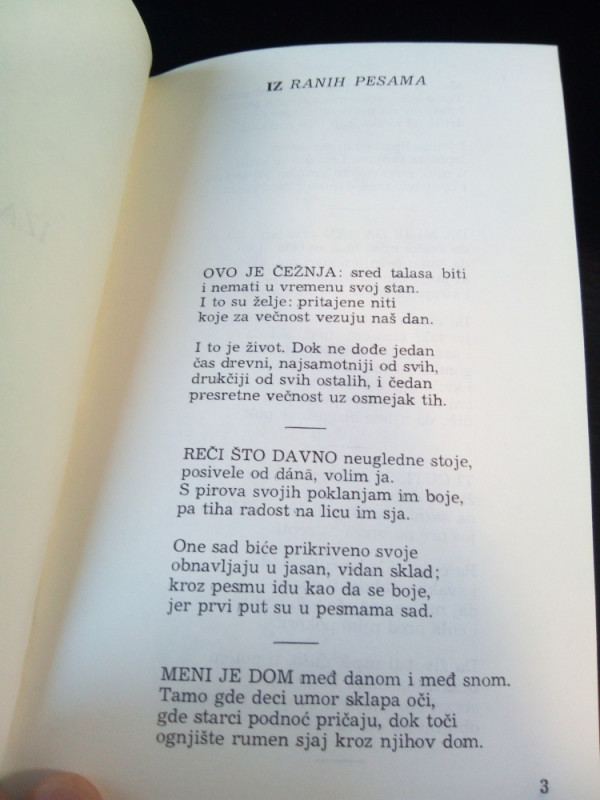 IZ RANIH PESAMA
OVO JE ČEŽNJA: sred talasa biti
i nemati u vremenu svoj stan.
I to su želje: pritajene niti
koje za večnost vezuju naš dan.
I to je život. Dok ne dođe jedan
čas drevni, najsamotniji od svih,
drukčiji od svih ostalih, i čedan
presretne večnost uz osmejak tih.
REČI ŠTO DAVNO neugledne stoje,
posivele od dánā, volim ja.
S pirova svojih poklanjam im boje,
pa tiha radost na licu im sja.
One sad biće prikriveno svoje
obnavljaju u jasan, vidan sklad;
kroz pesmu idu kao da se boje,
jer prvi put su u pesmama sad.
MENI JE DOM međ danom i međ snom.
Tamo gde deci umor sklapa oči,
gde starci podnoć pričaju, dok toči
ognjište rumen sjaj kroz njihov dom.
3